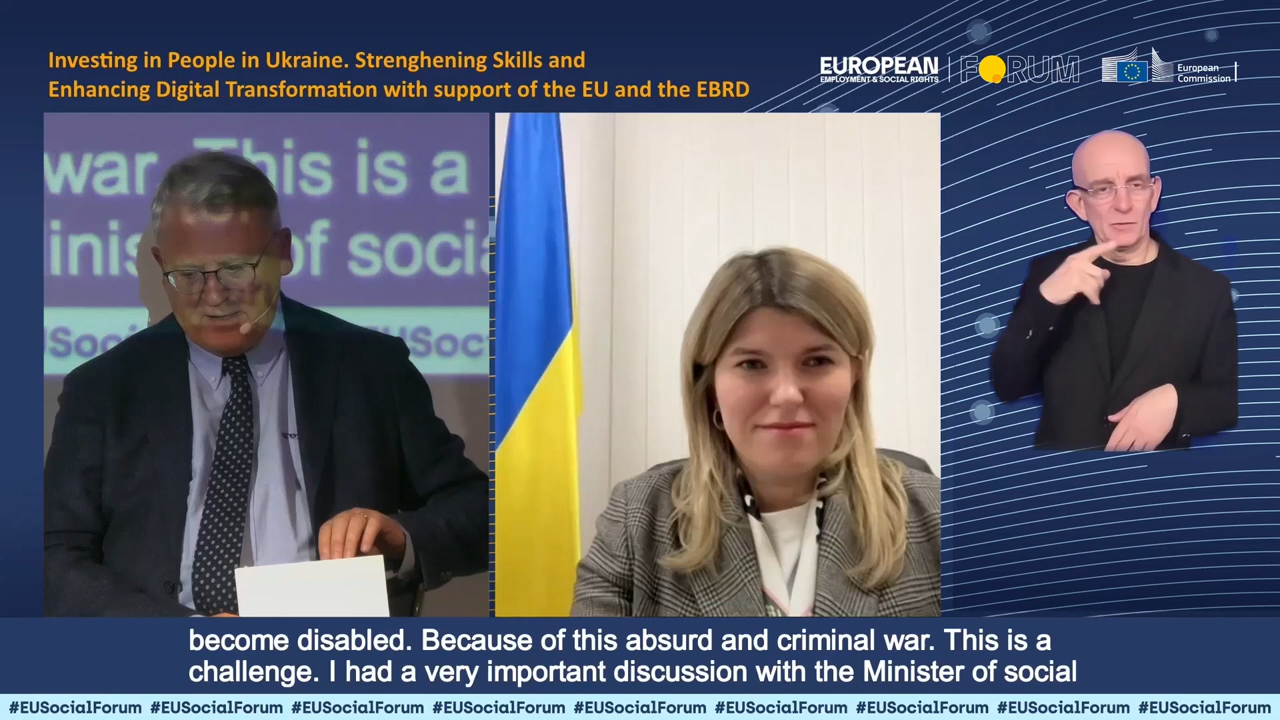 Investing in People in Ukraine. Strenghening Skills and
Enhancing Digital Transformation with support of the EU and the EBRD
EUROPEAN
EMPLOYMENT & SOCIAL RIGHTS
FORUM
European
Commission
war. This is a
inis of socia
USoci EUSoc
become disabled. Because of this absurd and criminal war. This is a
challenge. I had a very important discussion with the Minister of social
#EUSocialForum #EUSocialForum #EUSocialForum #EUSocialForum #EUSocialForum #EUSocialForum #EUSocialForum #EUSocialForum #EUSocialForum